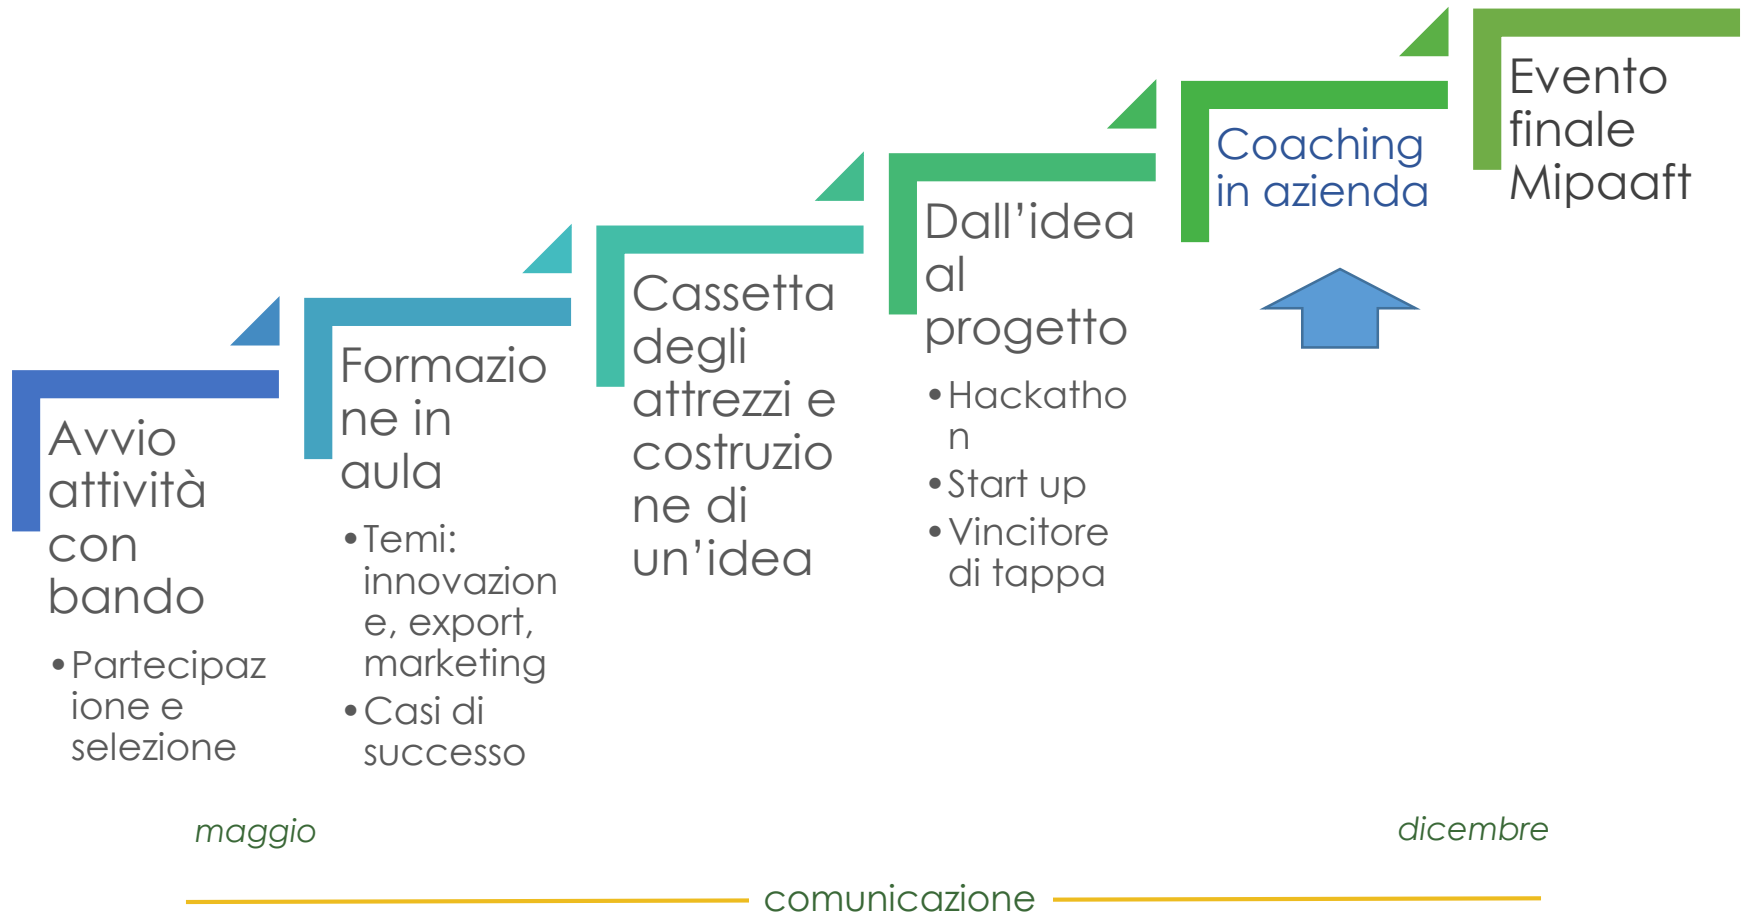 Avvio
attività
con
bando
•Partecipaz
ione e
selezione
Formazio
ne in
aula
•Temi:
innovazion
e, export,
marketing
•Casi di
successo
Cassetta
degli
attrezzi e
costruzio
ne di
un’idea
Dall’idea
al
progetto
•Hackatho
n
•Start up
•Vincitore
di tappa
Coaching
in azienda
Evento
finale
Mipaaft
maggio
dicembre
comunicazione